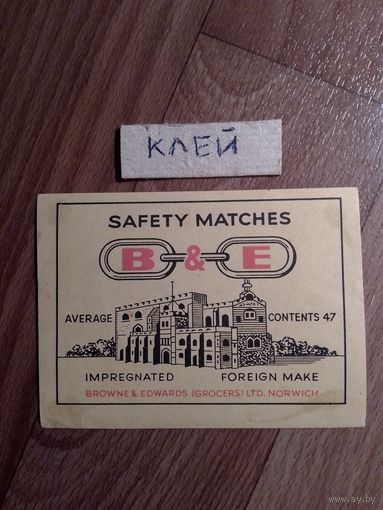 КЛЕЙ
SAFETY MATCHES
B & E
AVERAGE CONTENTS 47
IMPREGNATED FOREIGN MAKE
BROWNE & EDWARDS (GROCERS) LTD. NORWICH
www.ay.by